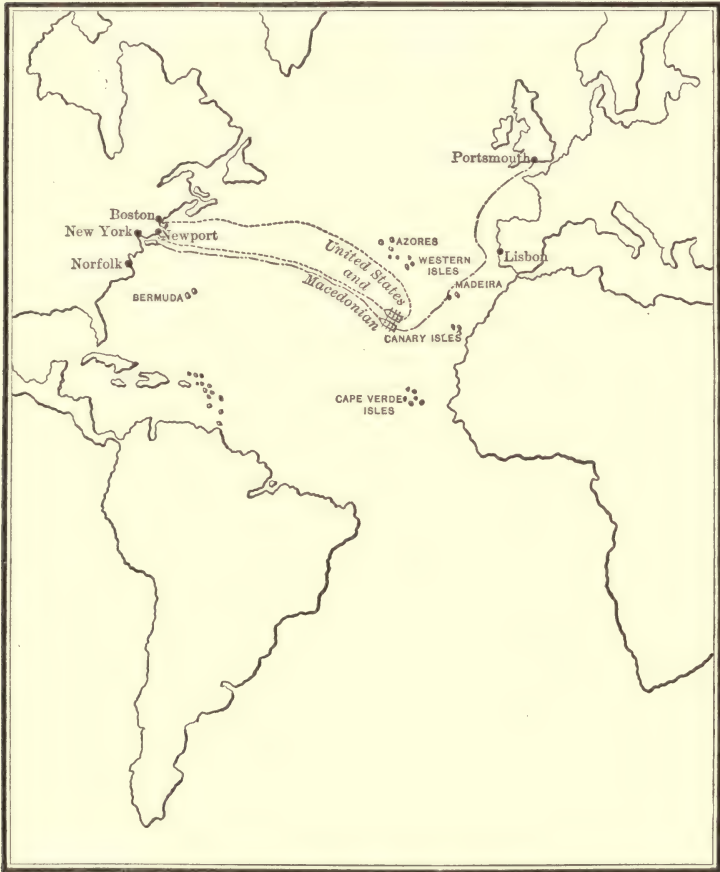 Portsmouth
Boston
New York
Newport
Norfolk
AZORES
WESTERN
ISLES
Lisbon
United States
and
Macedonian
MADEIRA
BERMUDA
CANARY ISLES
CAPE VERDE
ISLES